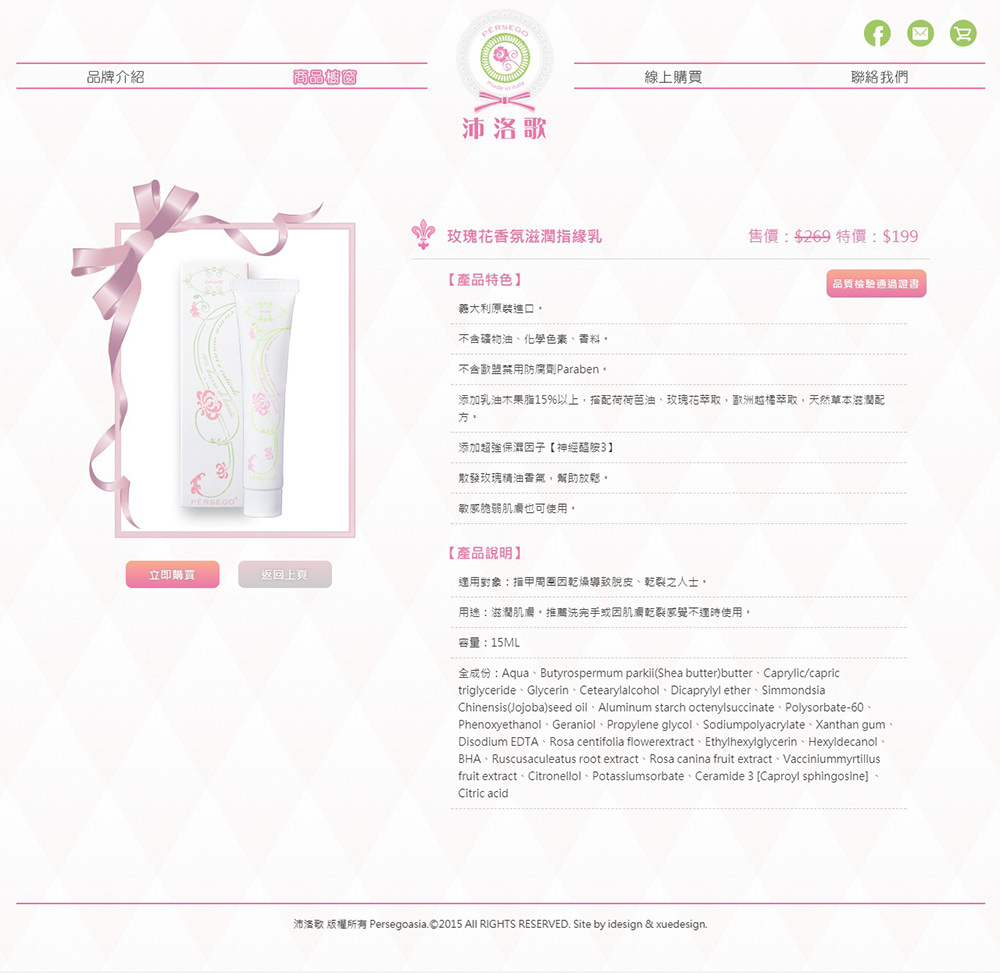 PERSEGO
made in italy
品牌介紹
商品櫥窗
線上購買
聯絡我們
沛洛歌
玫瑰花香氛滋潤指緣乳
售價：$269 特價：$199
【產品特色】
品質檢驗通過證書
義大利原裝進口。
不含礦物油、化學色素、香料。
不含歐盟禁用防腐劑Paraben。
添加乳油木果脂15%以上，搭配荷荷芭油、玫瑰花萃取，歐洲越橘萃取，天然草本滋潤配
方。
添加超強保濕因子【神經醯胺3】
散發玫瑰精油香氣，幫助放鬆。
敏感脆弱肌膚也可使用。
PERSEGO
立即購買
返回上頁
【產品說明】
適用對象：指甲周圍因乾燥導致脫皮、乾裂之人士。
用途：滋潤肌膚。推薦洗完手或因肌膚乾裂感覺不適時使用。
容量：15ML
全成份：Aqua、Butyrospermum parkii(Shea butter)butter、Caprylic/capric
triglyceride、Glycerin、Cetearylalcohol、Dicaprylyl ether、Simmondsia
Chinensis(Jojoba)seed oil、Aluminum starch octenylsuccinate、Polysorbate-60、
Phenoxyethanol、Geraniol、Propylene glycol、Sodiumpolyacrylate、Xanthan gum、
Disodium EDTA、Rosa centifolia flowerextract、Ethylhexylglycerin、Hexyldecanol、
BHA、Ruscusaculeatus root extract、Rosa canina fruit extract、Vacciniummyrtillus
fruit extract、Citronellol、Potassiumsorbate、Ceramide 3 [Caproyl sphingosine] 、
Citric acid
沛洛歌 版權所有 Persegoasia.©2015 All RIGHTS RESERVED. Site by idesign & xuedesign.